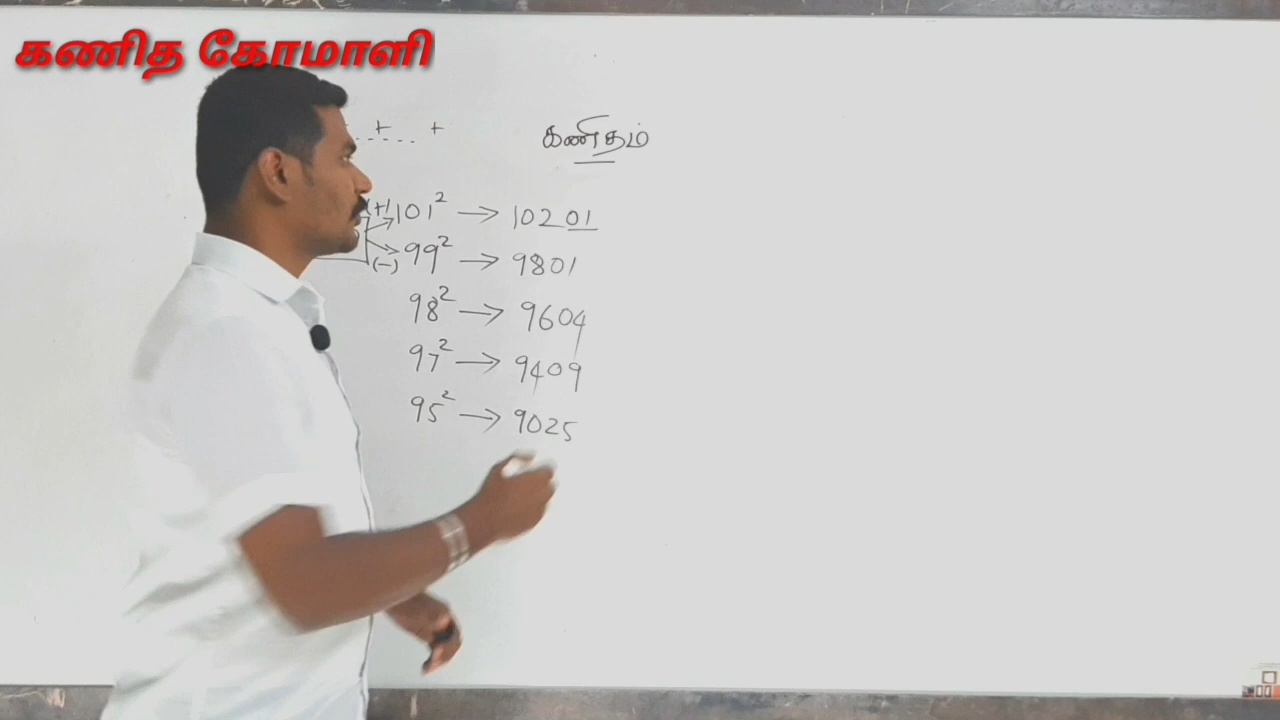 கணித கோமாளி
+ +
கணிதம்
(+) 101² → 10201
(−) 99² → 9801
98² → 9604
97² → 9409
95² → 9025